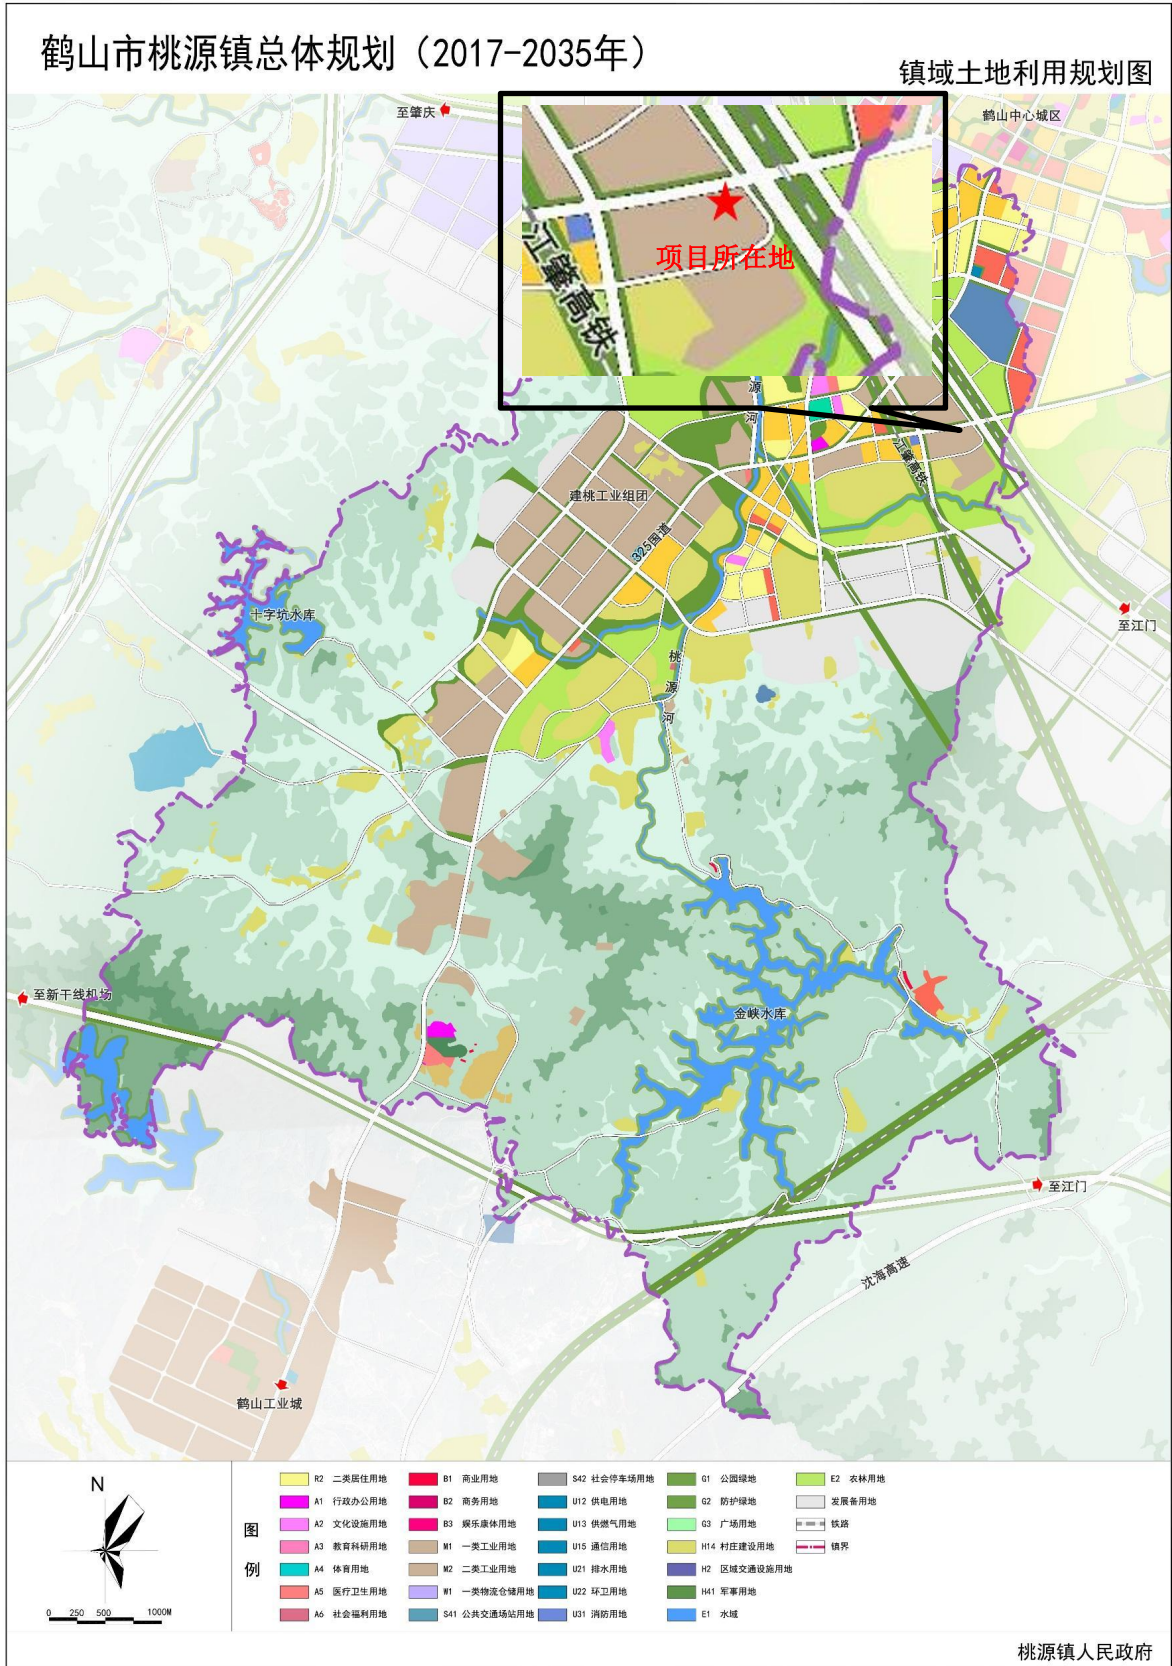 鹤山市桃源镇总体规划（2017-2035年）
镇域土地利用规划图
至肇庆
鹤山中心城区
项目所在地
江肇高铁
源
河
江肇高铁
建桃工业组团
325国道
十字坑水库
至江门
桃
源
河
至新干线机场
金峡水库
至江门
沈海高速
鹤山工业城
N
0 250 500 1000M
图
例
R2 二类居住用地
A1 行政办公用地
A2 文化设施用地
A3 教育科研用地
A4 体育用地
A5 医疗卫生用地
A6 社会福利用地
B1 商业用地
B2 商务用地
B3 娱乐康体用地
M1 一类工业用地
M2 二类工业用地
W1 一类物流仓储用地
S41 公共交通场站用地
S42 社会停车场用地
U12 供电用地
U13 供燃气用地
U15 通信用地
U21 排水用地
U22 环卫用地
U31 消防用地
G1 公园绿地
G2 防护绿地
G3 广场用地
H14 村庄建设用地
H2 区域交通设施用地
H41 军事用地
E1 水域
E2 农林用地
发展备用地
铁路
镇界
桃源镇人民政府